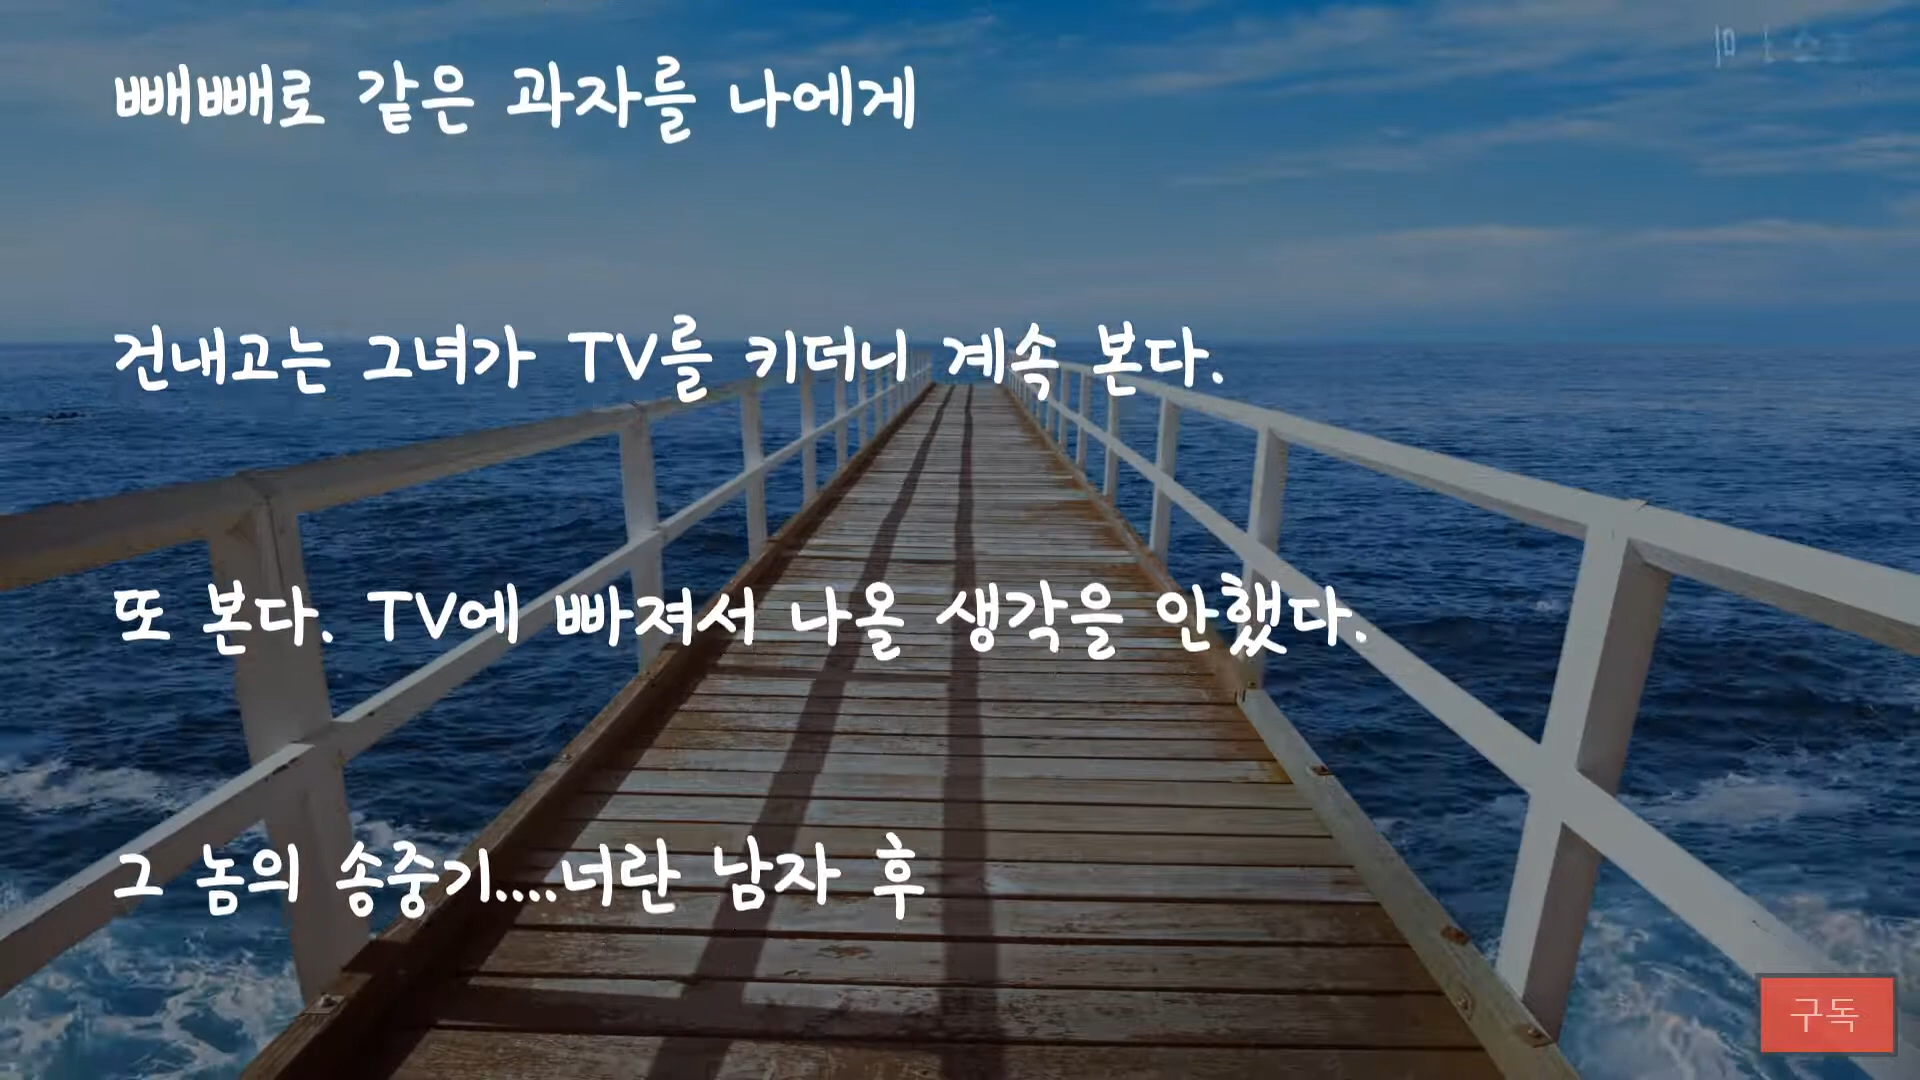 빼빼로 같은 과자를 나에게
건내고는 그녀가 TV를 키더니 계속 본다.
또 본다. TV에 빠져서 나올 생각을 안했다.
그 놈의 송중기....너란 남자 후
구독